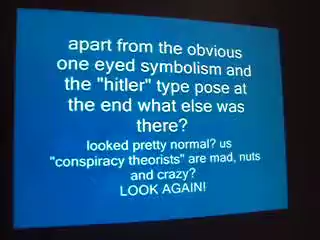 apart from the obvious
one eyed symbolism and
the "hitler" type pose at
the end what else was
there?
looked pretty normal? us
"conspiracy theorists" are mad, nuts
and crazy?
LOOK AGAIN!